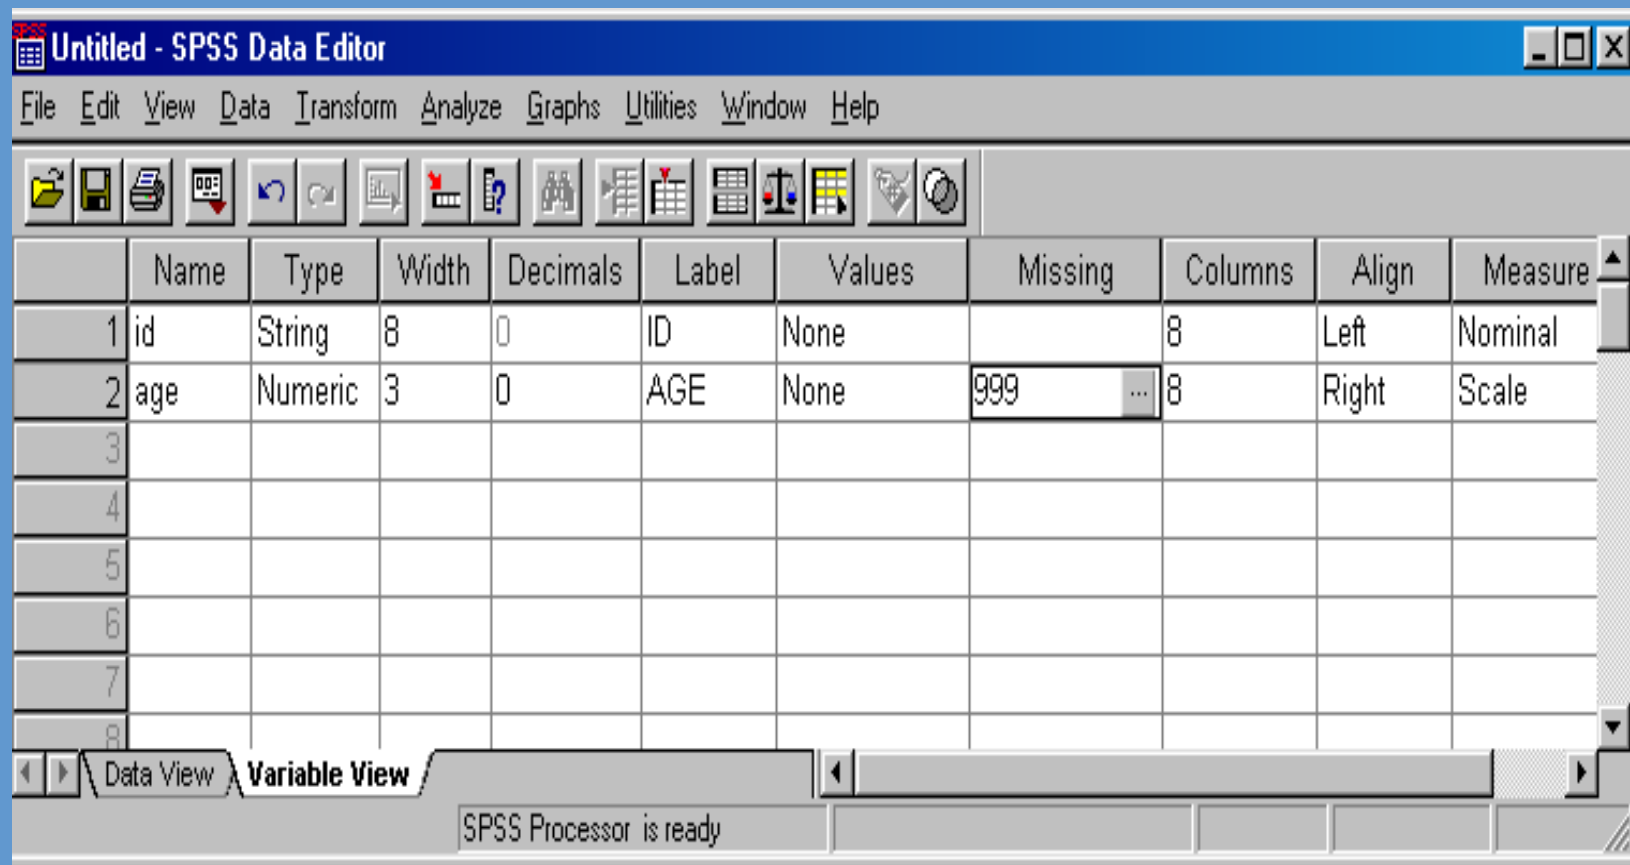 SPSS
Untitled - SPSS Data Editor
File Edit View Data Transform Analyze Graphs Utilities Window Help
Name Type Width Decimals Label Values Missing Columns Align Measure
1 id String 8 0 ID None 8 Left Nominal
2 age Numeric 3 0 AGE None 999 ... 8 Right Scale
3
4
5
6
7
8
Data View Variable View
SPSS Processor is ready